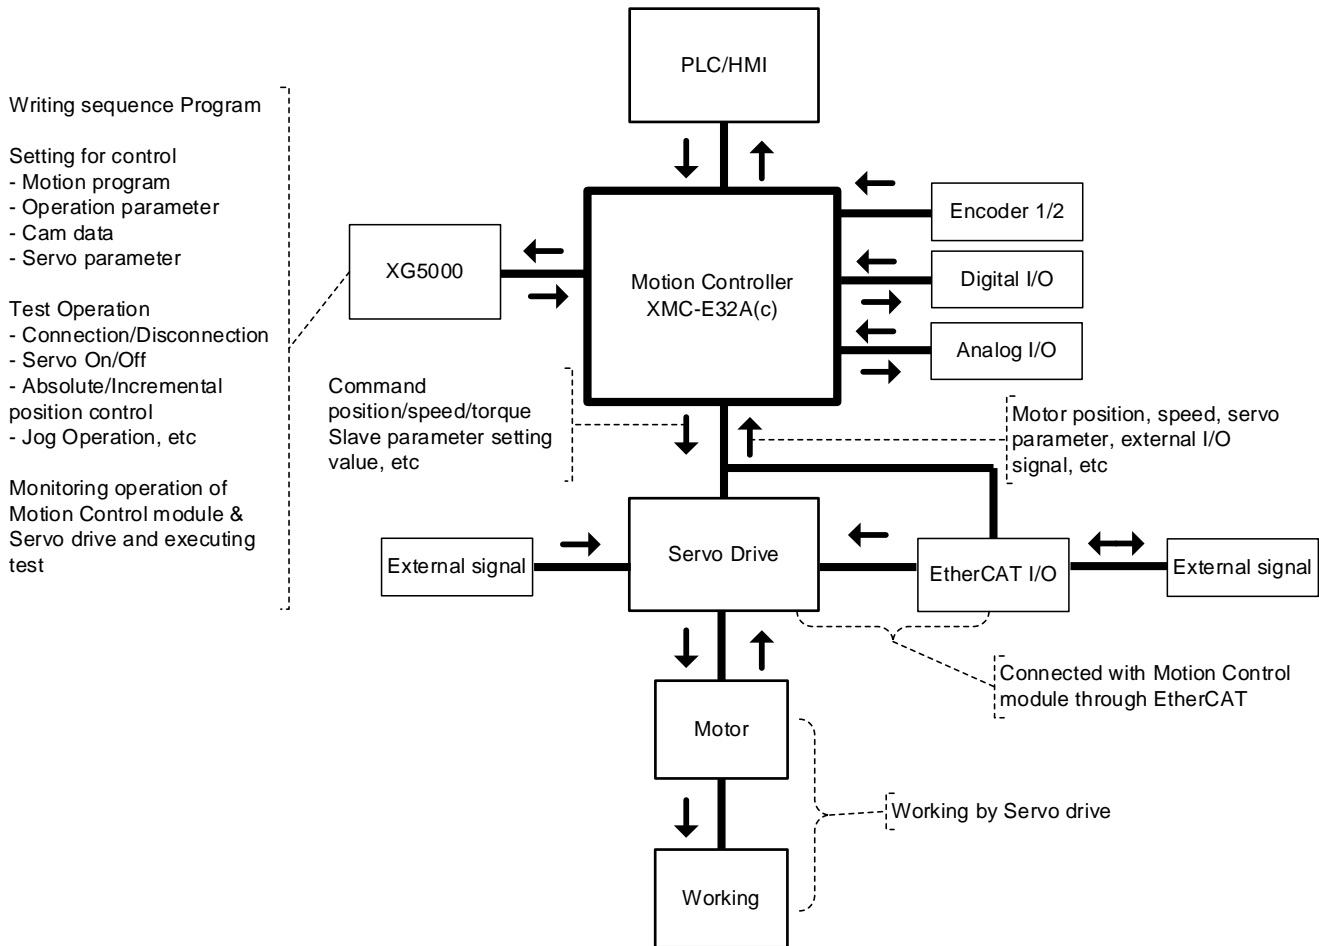 PLC/HMI
Writing sequence Program
Setting for control
- Motion program
- Operation parameter
- Cam data
- Servo parameter
Test Operation
- Connection/Disconnection
- Servo On/Off
- Absolute/Incremental
position control
- Jog Operation, etc
Monitoring operation of
Motion Control module &
Servo drive and executing
test
XG5000
Motion Controller
XMC-E32A(c)
Encoder 1/2
Digital I/O
Analog I/O
Command
position/speed/torque
Slave parameter setting
value, etc
Motor position, speed, servo
parameter, external I/O
signal, etc
External signal
Servo Drive
EtherCAT I/O
External signal
Connected with Motion Control
module through EtherCAT
Motor
Working by Servo drive
Working